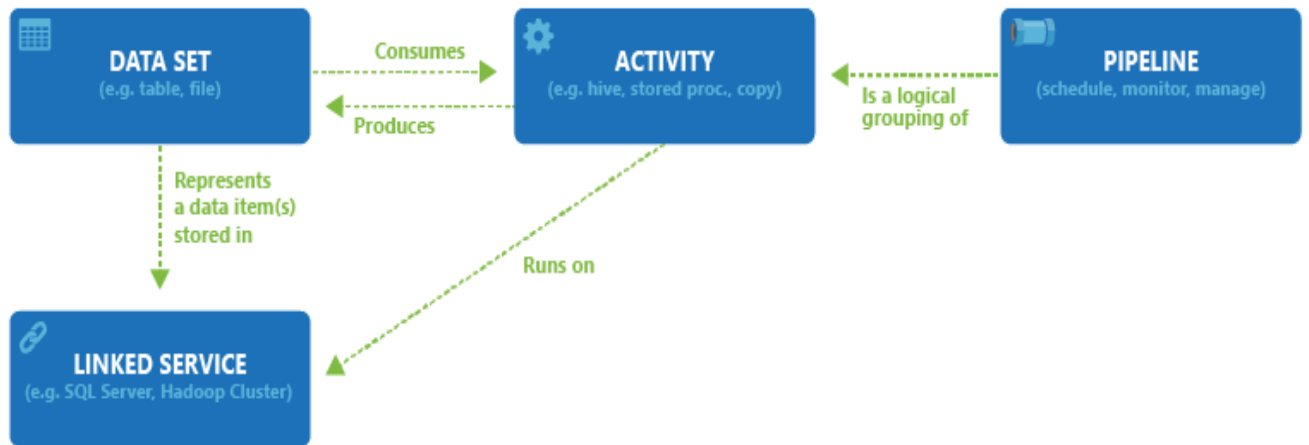 DATA SET
(e.g. table, file)
Consumes
Produces
ACTIVITY
(e.g. hive, stored proc., copy)
Is a logical
grouping of
PIPELINE
(schedule, monitor, manage)
Represents
a data item(s)
stored in
Runs on
LINKED SERVICE
(e.g. SQL Server, Hadoop Cluster)